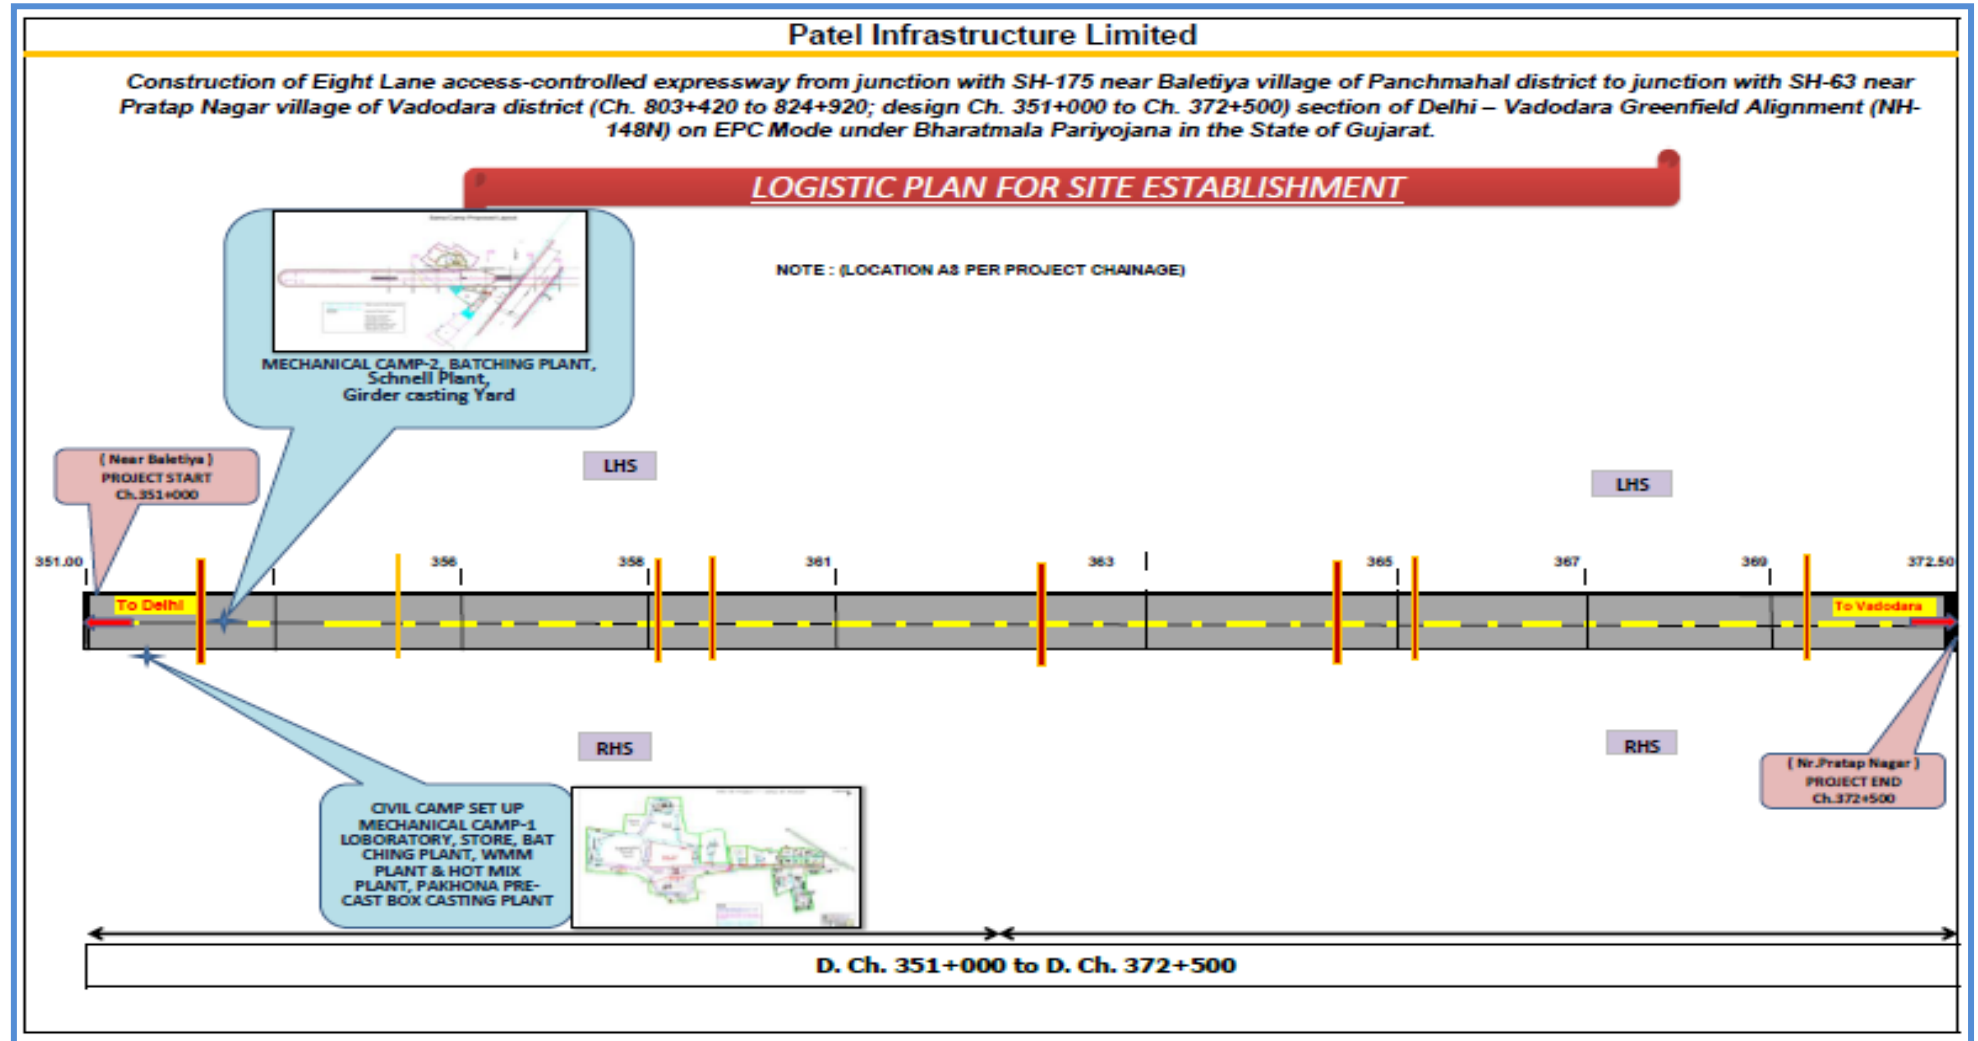 Patel Infrastructure Limited
Construction of Eight Lane access-controlled expressway from junction with SH-175 near Baletiya village of Panchmahal district to junction with SH-63 near
Pratap Nagar village of Vadodara district (Ch. 803+420 to 824+920; design Ch. 351+000 to Ch. 372+500) section of Delhi – Vadodara Greenfield Alignment (NH-
148N) on EPC Mode under Bharatmala Pariyojana in the State of Gujarat.
LOGISTIC PLAN FOR SITE ESTABLISHMENT
NOTE : (LOCATION AS PER PROJECT CHAINAGE)
MECHANICAL CAMP-2, BATCHING PLANT,
Schnell Plant,
Girder casting Yard
( Near Baletiya )
PROJECT START
Ch.351+000
LHS
LHS
351.00 356 358 361 363 365 367 369 372.50
To Delhi
To Vadodara
RHS
RHS
( Nr.Pratap Nagar )
PROJECT END
Ch.372+500
CIVIL CAMP SET UP
MECHANICAL CAMP-1
LOBORATORY, STORE, BAT
CHING PLANT, WMM
PLANT & HOT MIX
PLANT, PAKHONA PRE-
CAST BOX CASTING PLANT
D. Ch. 351+000 to D. Ch. 372+500